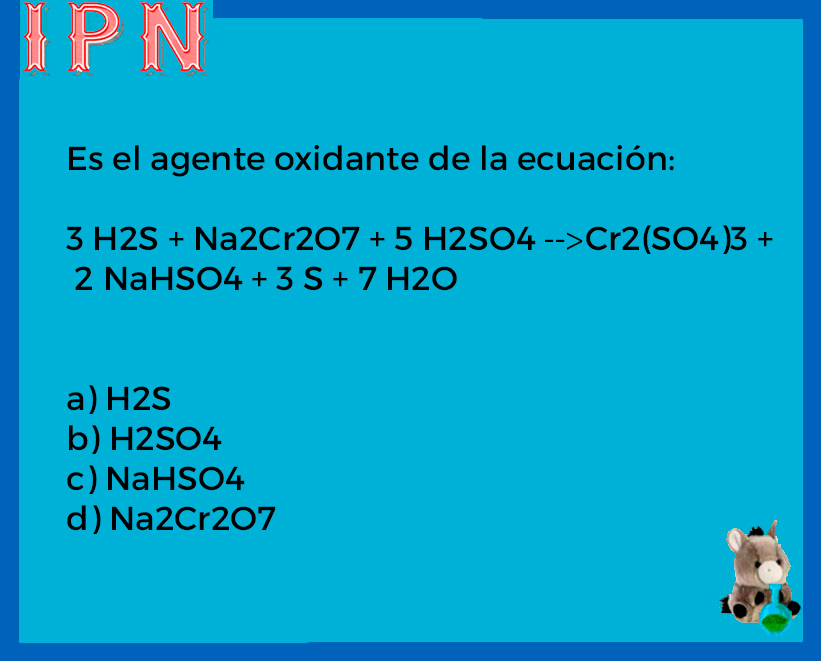 IPN
Es el agente oxidante de la ecuación:
3 H2S + Na2Cr2O7 + 5 H2SO4 -->Cr2(SO4)3 +
2 NaHSO4 + 3 S + 7 H2O
a) H2S
b) H2SO4
c) NaHSO4
d) Na2Cr2O7